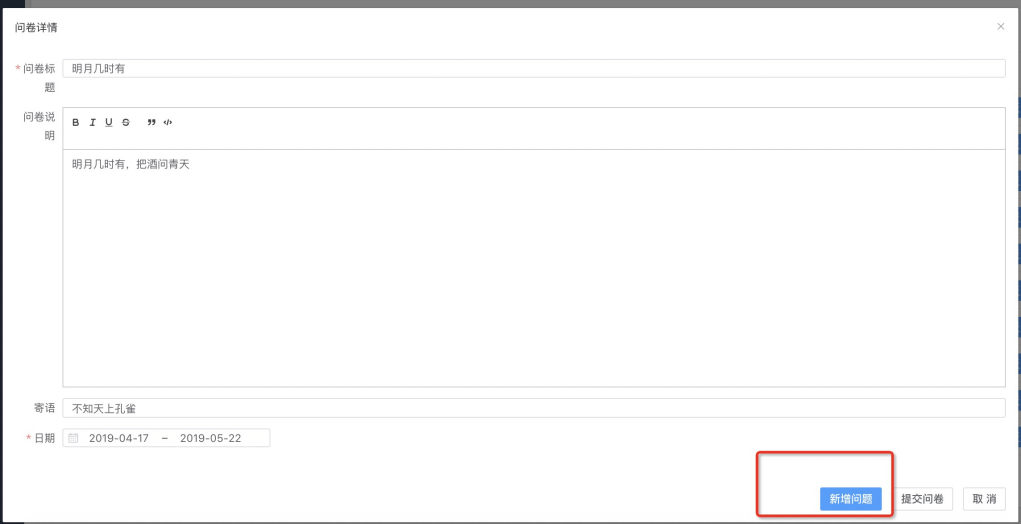 问卷详情
* 问卷标
题
明月几时有
问卷说
明
B I U S ❞ </>
明月几时有，把酒问青天
寄语
不知天上孔雀
* 日期
2019-04-17 – 2019-05-22
新增问题
提交问卷
取 消